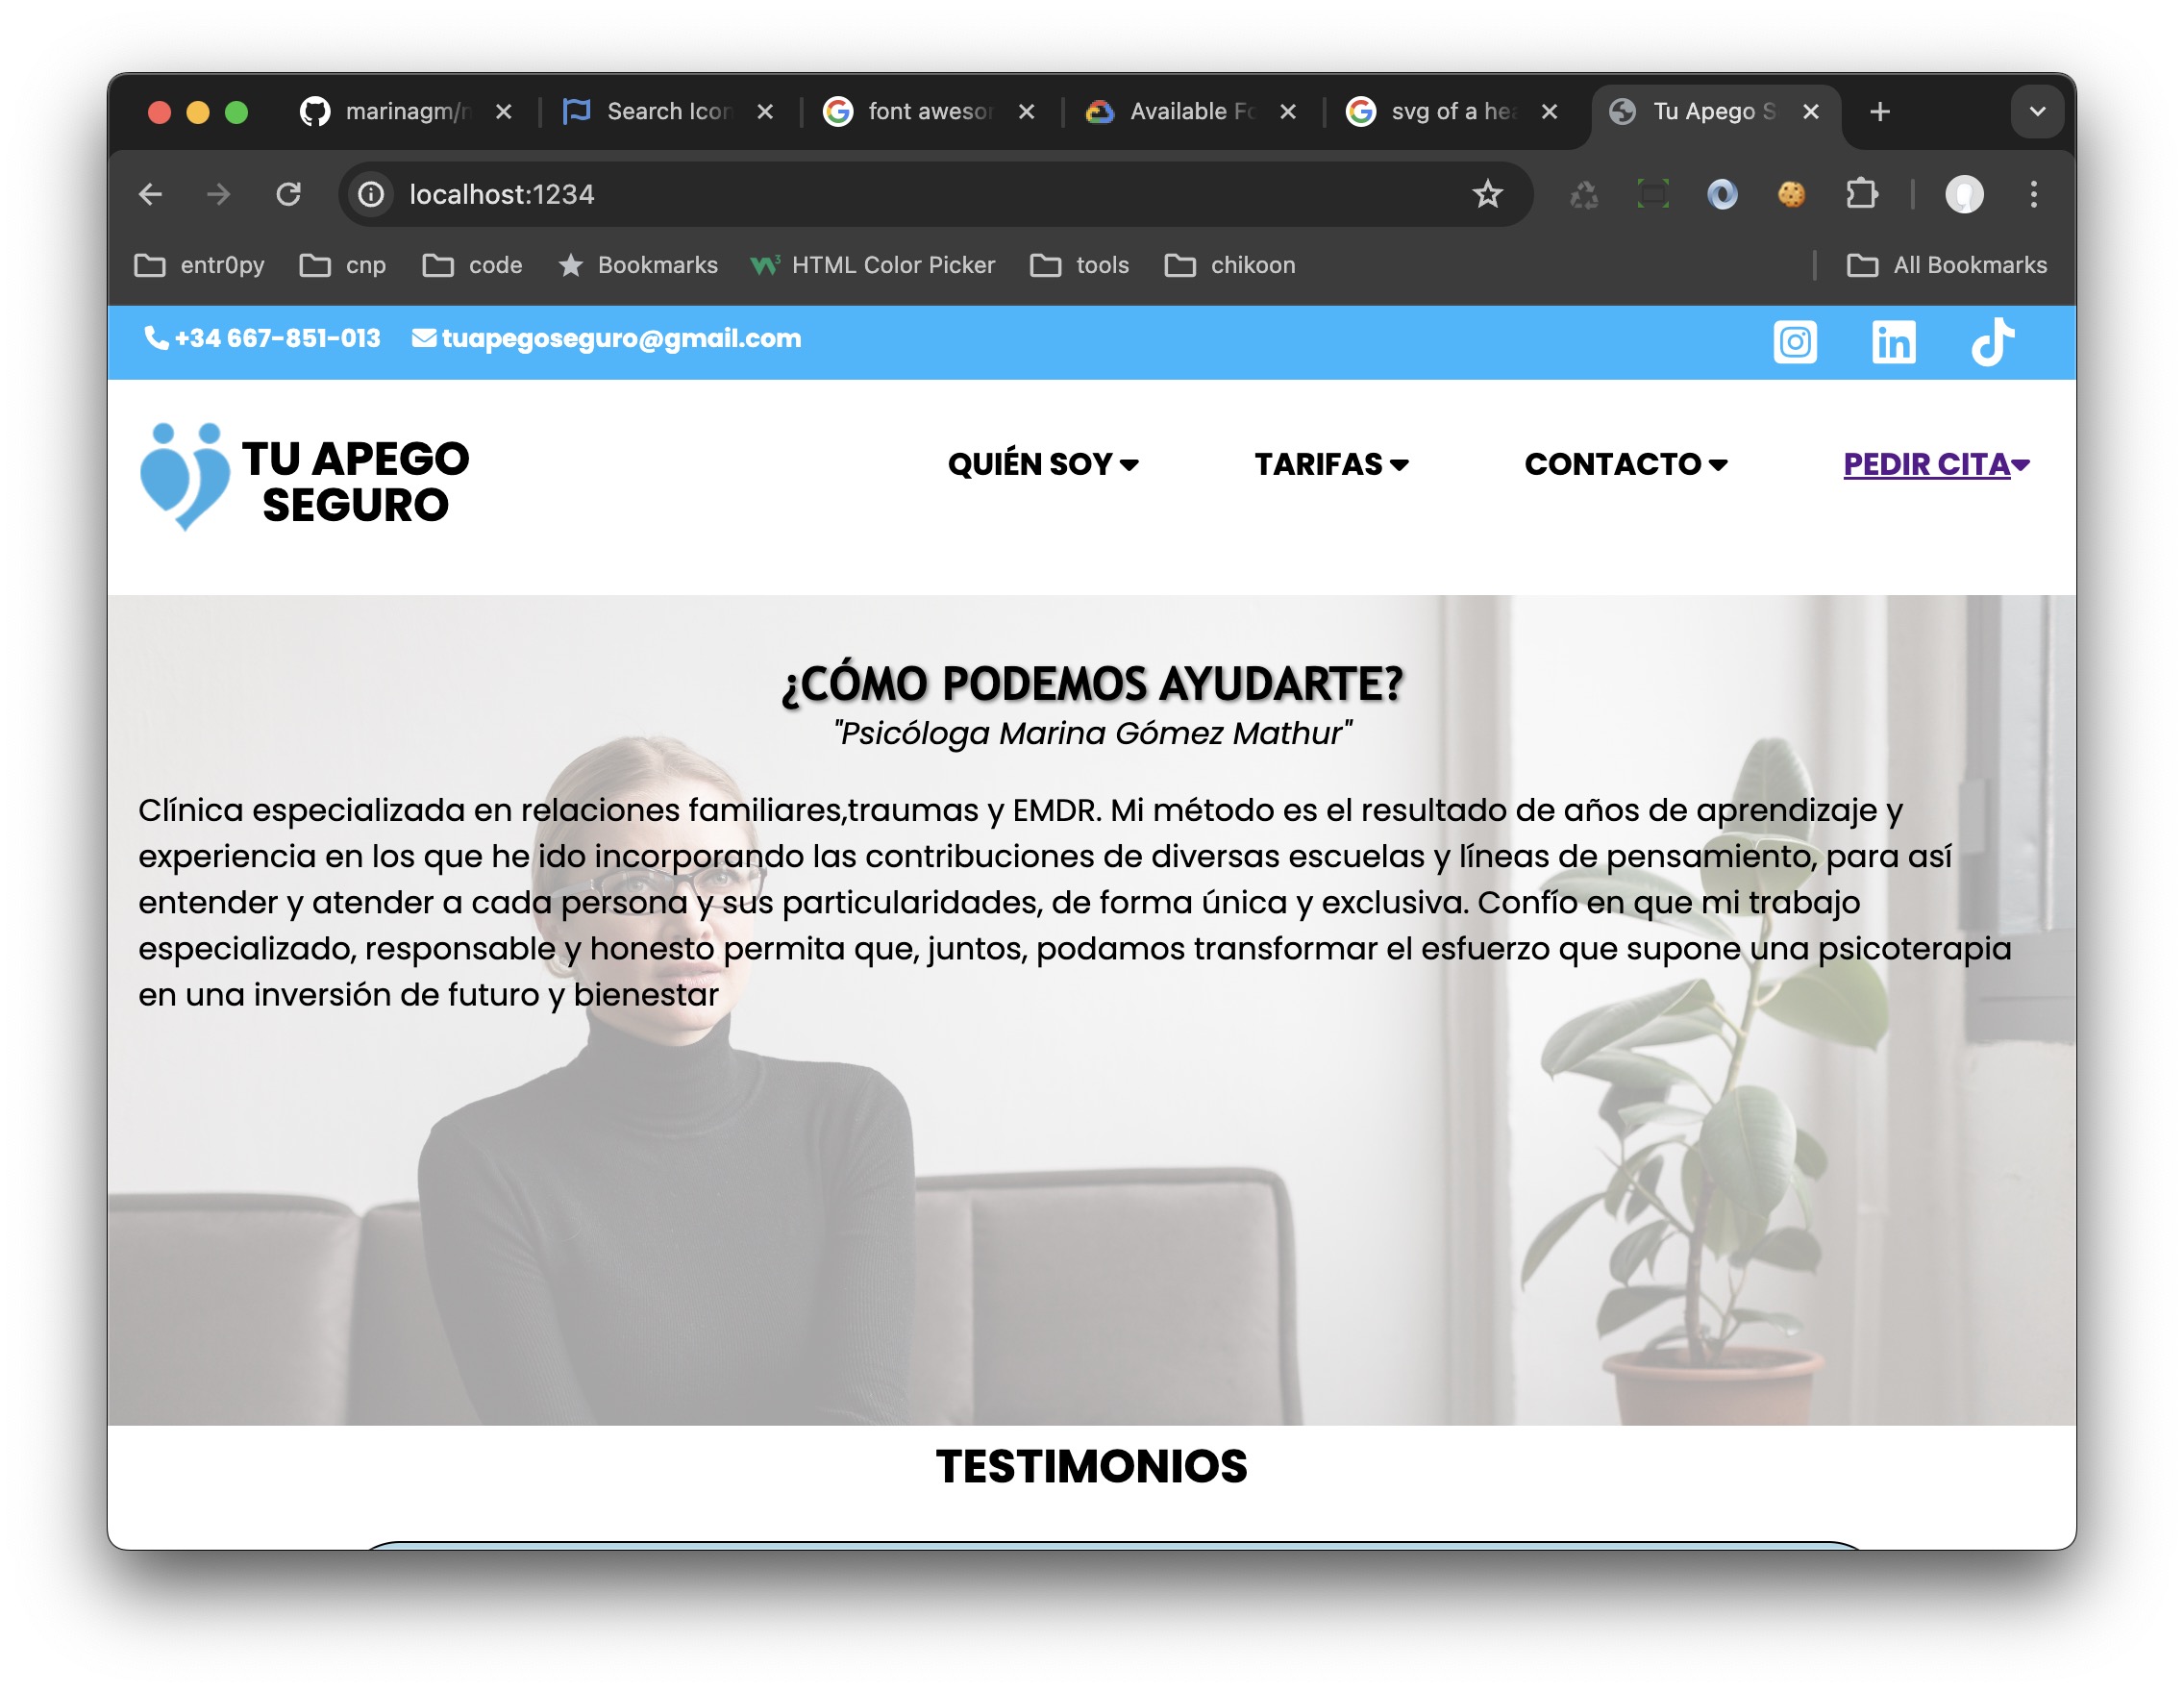 marinagm/
Search Icon
font awesor
Available Fo
svg of a hea
Tu Apego S
localhost:1234
entr0py
cnp
code
Bookmarks
HTML Color Picker
tools
chikoon
All Bookmarks
+34 667-851-013
tuapegoseguro@gmail.com
TU APEGO
SEGURO
QUIÉN SOY
TARIFAS
CONTACTO
PEDIR CITA
¿CÓMO PODEMOS AYUDARTE?
"Psicóloga Marina Gómez Mathur"
Clínica especializada en relaciones familiares,traumas y EMDR. Mi método es el resultado de años de aprendizaje y
experiencia en los que he ido incorporando las contribuciones de diversas escuelas y líneas de pensamiento, para así
entender y atender a cada persona y sus particularidades, de forma única y exclusiva. Confío en que mi trabajo
especializado, responsable y honesto permita que, juntos, podamos transformar el esfuerzo que supone una psicoterapia
en una inversión de futuro y bienestar
TESTIMONIOS